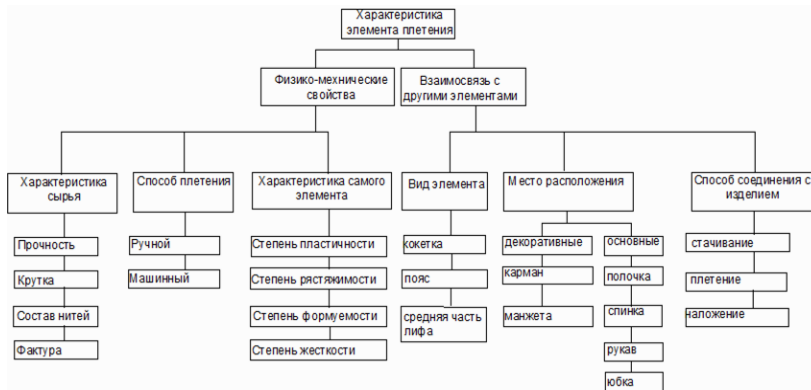 Характеристика
элемента плетения
Физико-мехнические
свойства
Взаимосвязь с
другими элементами
Характеристика
сырья
Способ плетения
Характеристика самого
элемента
Вид элемента
Место расположения
Способ соединения с
изделием
Прочность
Крутка
Состав нитей
Фактура
Ручной
Машинный
Степень пластичности
Степень рястяжимости
Степень формуемости
Степень жесткости
кокетка
пояс
средняя часть
лифа
декоративные
карман
манжета
основные
полочка
спинка
рукав
юбка
стачивание
плетение
наложение